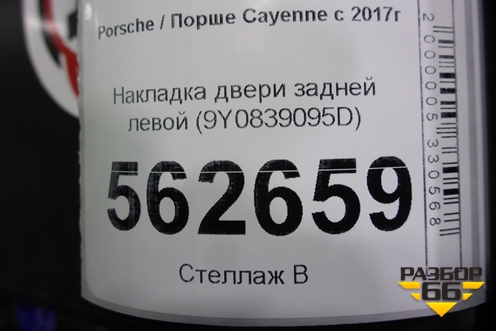 Porsche / Порше Cayenne с 2017г
Накладка двери задней
левой (9Y0839095D)
562659
Стеллаж В
2000005330568
РАЗБОР
66